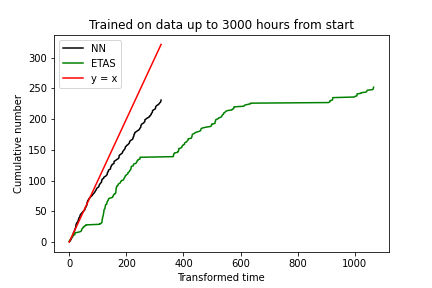 Trained on data up to 3000 hours from start
NN
ETAS
y = x
Cumulative number
300
250
200
150
100
50
0
0 200 400 600 800 1000
Transformed time